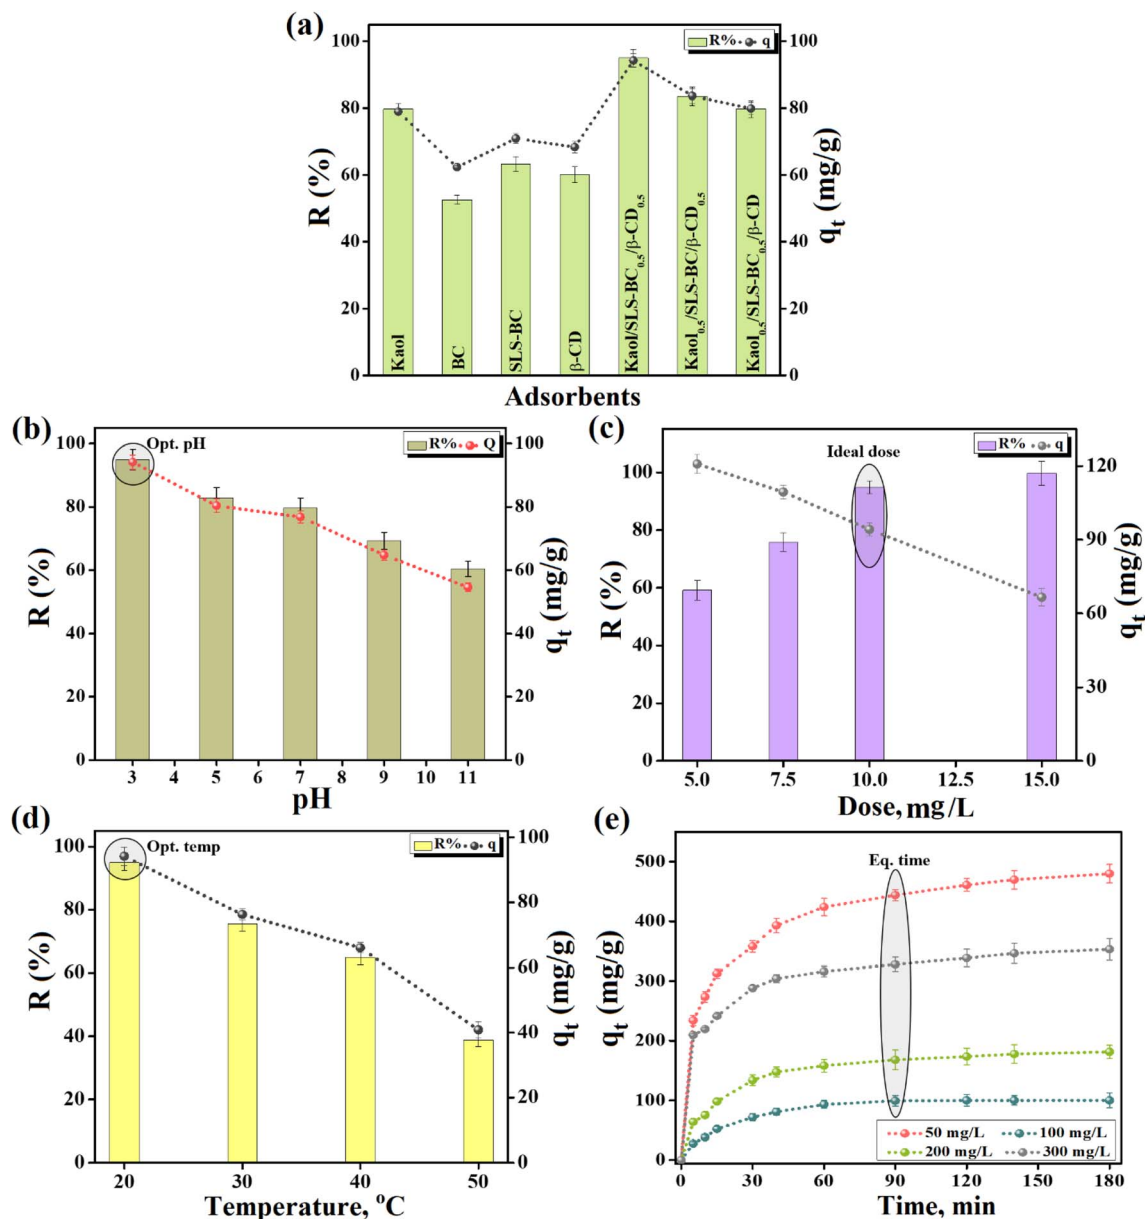 (a)
R% q
100 100
80 80
60 60
40 40
20 20
0 0
R (%)
qt (mg/g)
Kaol
BC
SLS-BC
β-CD
Kaol/SLS-BC0.5/β-CD0.5
Kaol0.5/SLS-BC/β-CD0.5
Kaol0.5/SLS-BC0.5/β-CD
Adsorbents
(b)
Opt. pH
R% Q
100 100
80 80
60 60
40 40
20 20
0 0
R (%)
qt (mg/g)
3 4 5 6 7 8 9 10 11
pH
(c)
Ideal dose
R% q
100
80
60
40
20
0
R (%)
120
90
60
30
0
qt (mg/g)
5.0 7.5 10.0 12.5 15.0
Dose, mg/L
(d)
Opt. temp
R% q
100 100
80 80
60 60
40 40
20 20
0 0
R (%)
qt (mg/g)
20 30 40 50
Temperature, °C
(e)
Eq. time
500
400
300
200
100
0
qt (mg/g)
50 mg/L 100 mg/L
200 mg/L 300 mg/L
0 30 60 90 120 150 180
Time, min